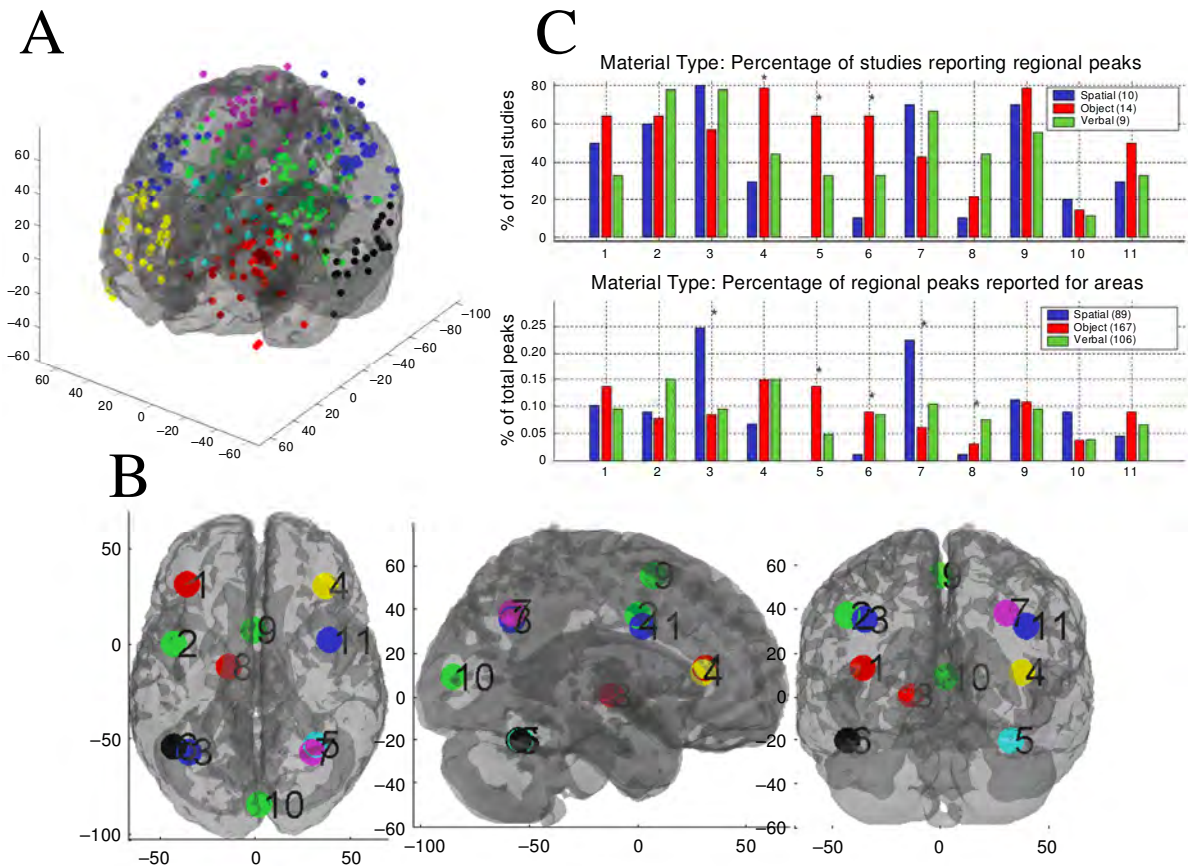 A
60
40
20
0
−20
−40
−60
60
40
20
0
−20
−40
−60
60
40
20
0
−20
−40
−60
−80
−100
C
Material Type: Percentage of studies reporting regional peaks
% of total studies
80
60
40
20
0
* * *
Spatial (10)
Object (14)
Verbal (9)
1 2 3 4 5 6 7 8 9 10 11
Material Type: Percentage of regional peaks reported for areas
% of total peaks
0.25
0.20
0.15
0.10
0.05
0
* * * * *
Spatial (89)
Object (167)
Verbal (106)
1 2 3 4 5 6 7 8 9 10 11
B
50
0
−50
−100
−50 0 50
1 4
2 9 11
8
3 5 7
10
60
40
20
0
−20
−40
−60
−100 −50 0 50
9
7 2
3 11
10 4
8
5
60
40
20
0
−20
−40
−60
−50 0 50
9
2 3 7 11
1 10 4
8
6 5